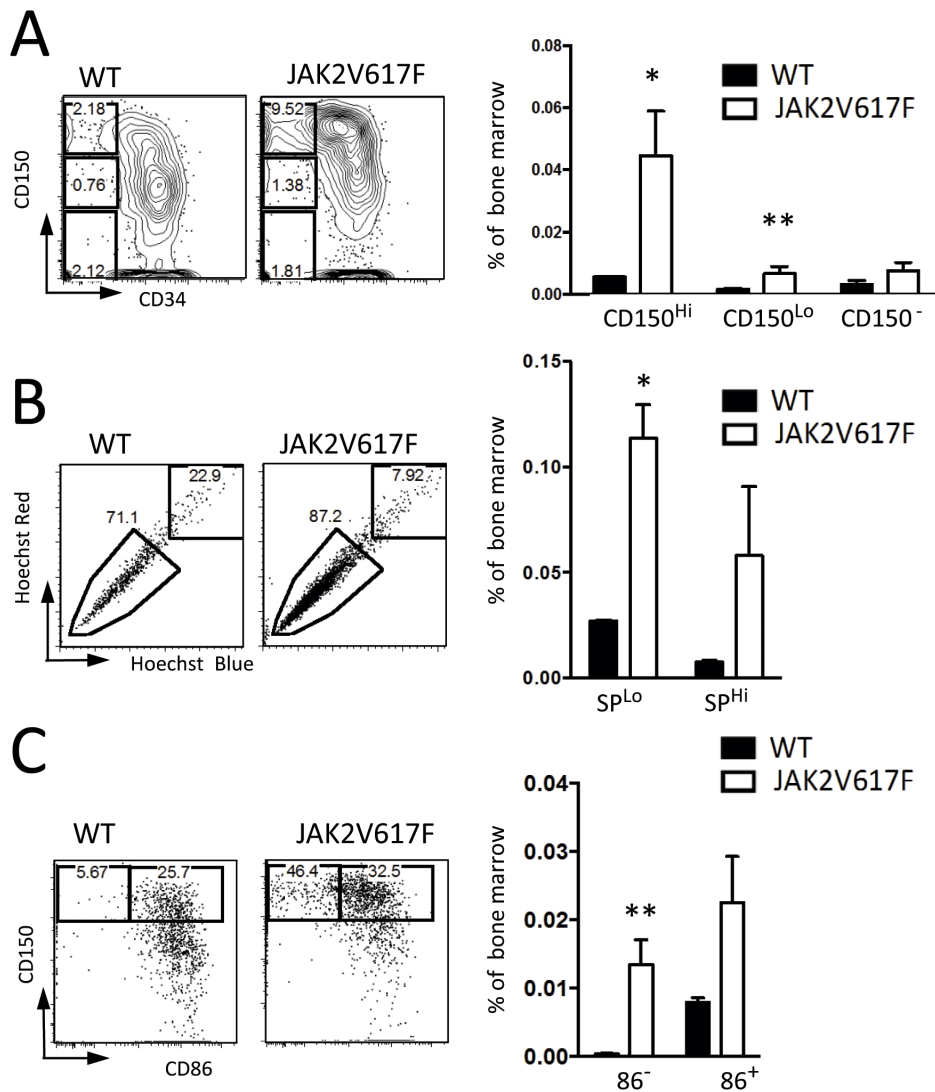 A
WT
JAK2V617F
2.18
0.76
2.12
9.52
1.38
1.81
CD150
CD34
0.08
0.06
0.04
0.02
0.00
% of bone marrow
*
**
WT
JAK2V617F
CD150Hi
CD150Lo
CD150-
B
WT
JAK2V617F
71.1
22.9
87.2
7.92
Hoechst Red
Hoechst Blue
0.15
0.10
0.05
0.00
% of bone marrow
*
WT
JAK2V617F
SPLo
SPHi
C
WT
JAK2V617F
5.67
25.7
46.4
32.5
CD150
CD86
WT
JAK2V617F
0.04
0.03
0.02
0.01
0.00
% of bone marrow
**
86-
86+